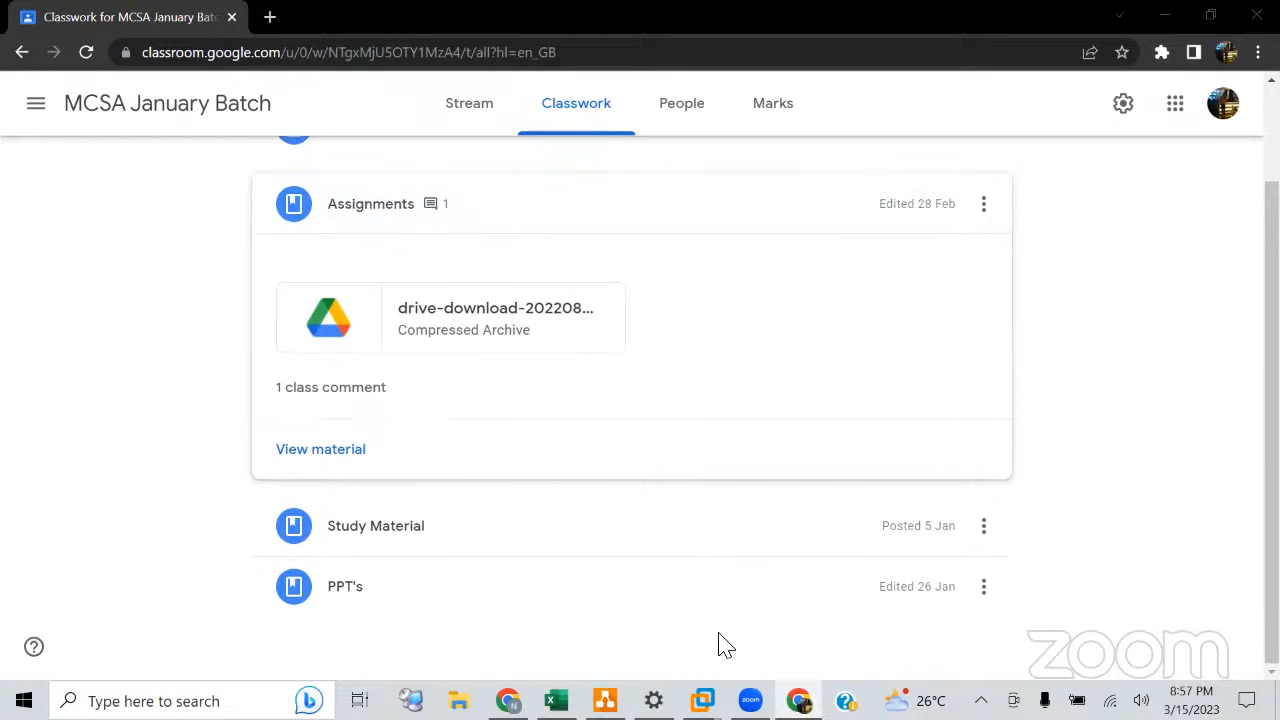 Classwork for MCSA January Batch
classroom.google.com/u/0/w/NTgxMjU5OTY1MzA4/t/all?hl=en_GB
MCSA January Batch
Stream
Classwork
People
Marks
Assignments 1
Edited 28 Feb
drive-download-202208...
Compressed Archive
1 class comment
View material
Study Material
Posted 5 Jan
PPT's
Edited 26 Jan
zoom
Type here to search
zoom
26°C
8:57 PM
3/15/2023